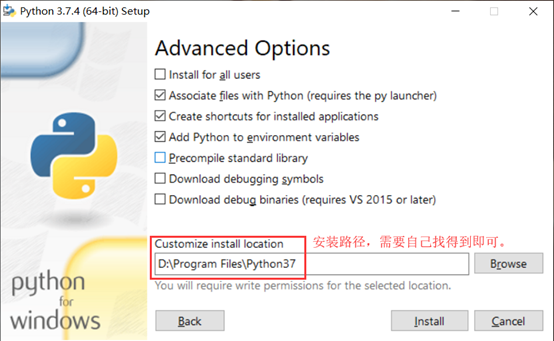 Python 3.7.4 (64-bit) Setup
Advanced Options
Install for all users
Associate files with Python (requires the py launcher)
Create shortcuts for installed applications
Add Python to environment variables
Precompile standard library
Download debugging symbols
Download debug binaries (requires VS 2015 or later)
Customize install location
安装路径，需要自己找得到即可。
D:\Program Files\Python37
Browse
You will require write permissions for the selected location.
python
for
windows
Back
Install
Cancel